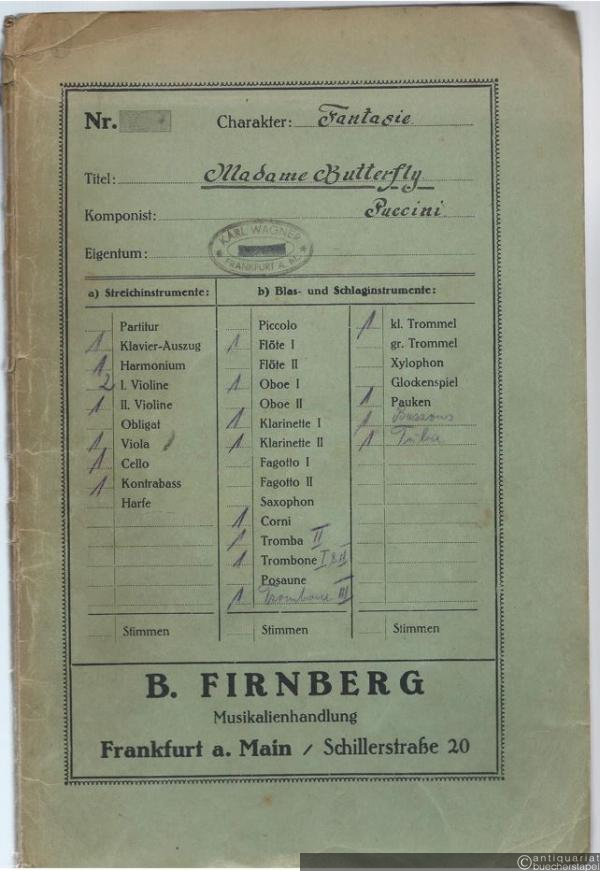 Nr. Charakter: Fantasie
Titel: Madame Butterfly
Komponist: Puccini
Eigentum: KARL WAGNER FRANKFURT A. M.
a) Streichinstrumente:
Partitur
1 Klavier-Auszug
1 Harmonium
2 I. Violine
1 II. Violine
Obligat
1 Viola
1 Cello
1 Kontrabass
Harfe
Stimmen
b) Blas- und Schlaginstrumente:
Piccolo
1 Flöte I
Flöte II
1 Oboe I
Oboe II
1 Klarinette I
1 Klarinette II
Fagotto I
Fagotto II
Saxophon
1 Corni
1 Tromba II
1 Trombone I & II
Posaune
1 Trombone III
Stimmen
1 kl. Trommel
gr. Trommel
Xylophon
Glockenspiel
1 Pauken
1
1
Stimmen
B. FIRNBERG
Musikalienhandlung
Frankfurt a. Main / Schillerstraße 20
© antiquariat
buecherstapel